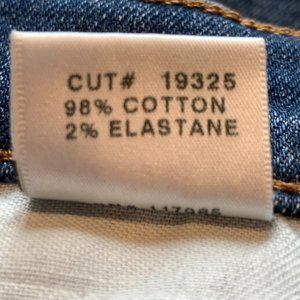 CUT# 19325
98% COTTON
2% ELASTANE